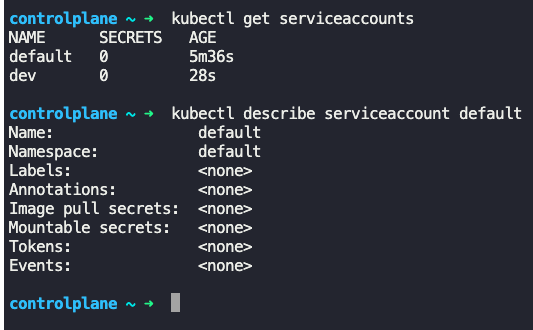 controlplane ~ ➜  kubectl get serviceaccounts
NAME      SECRETS   AGE
default   0         5m36s
dev       0         28s
controlplane ~ ➜  kubectl describe serviceaccount default
Name:                default
Namespace:           default
Labels:              <none>
Annotations:         <none>
Image pull secrets:  <none>
Mountable secrets:   <none>
Tokens:              <none>
Events:              <none>
controlplane ~ ➜